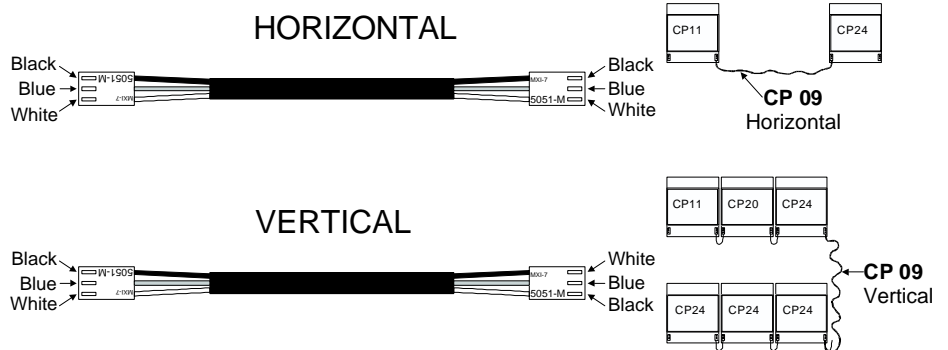 HORIZONTAL
Black
Blue
White
5051-M
MXI-7
MXI-7
5051-M
Black
Blue
White
CP11
CP24
CP 09
Horizontal
VERTICAL
Black
Blue
White
5051-M
MXI-7
MXI-7
5051-M
White
Blue
Black
CP11
CP20
CP24
CP 09
Vertical
CP24
CP24
CP24